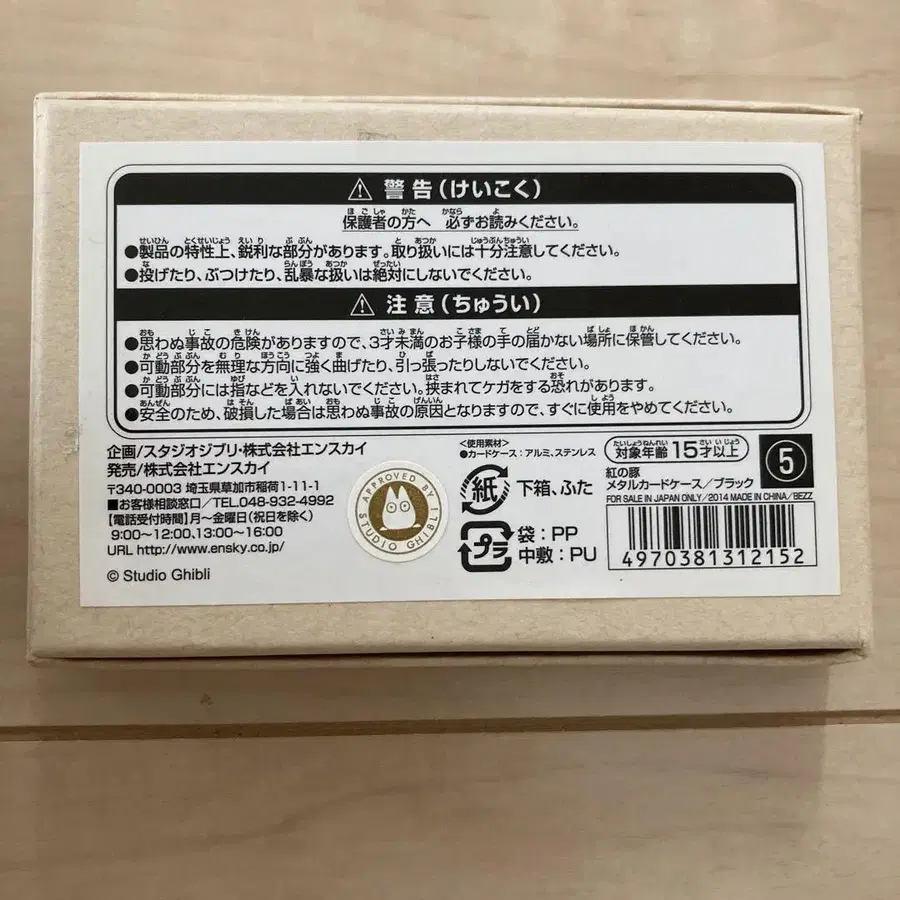 ⚠ 警告(けいこく)
保護者の方へ 必ずお読みください。
●製品の特性上、鋭利な部分があります。取り扱いには十分注意してください。
●投げたり、ぶつけたり、乱暴な扱いは絶対にしないでください。
⚠ 注意(ちゅうい)
●思わぬ事故の危険がありますので、3才未満のお子様の手の届かない場所に保管してください。
●可動部分を無理な方向に強く曲げたり、引っ張ったりしないでください。
●可動部分には指などを入れないでください。挟まれてケガをする恐れがあります。
●安全のため、破損した場合は思わぬ事故の原因となりますので、すぐに使用をやめてください。
企画/スタジオジブリ・株式会社エンスカイ
発売/株式会社エンスカイ
〒340-0003 埼玉県草加市稲荷1-11-1
■お客様相談窓口/TEL.048-932-4992
【電話受付時間】月〜金曜日(祝日を除く)
9:00〜12:00、13:00〜16:00
URL http://www.ensky.co.jp/
© Studio Ghibli
APPROVED BY
STUDIO GHIBLI
<使用素材>
●カードケース:アルミ、ステンレス
紙 下箱、ふた
プラ 袋:PP
中敷:PU
対象年齢15才以上
5
紅の豚
メタルカードケース/ブラック
FOR SALE IN JAPAN ONLY/2014 MADE IN CHINA/BEZZ
4970381312152